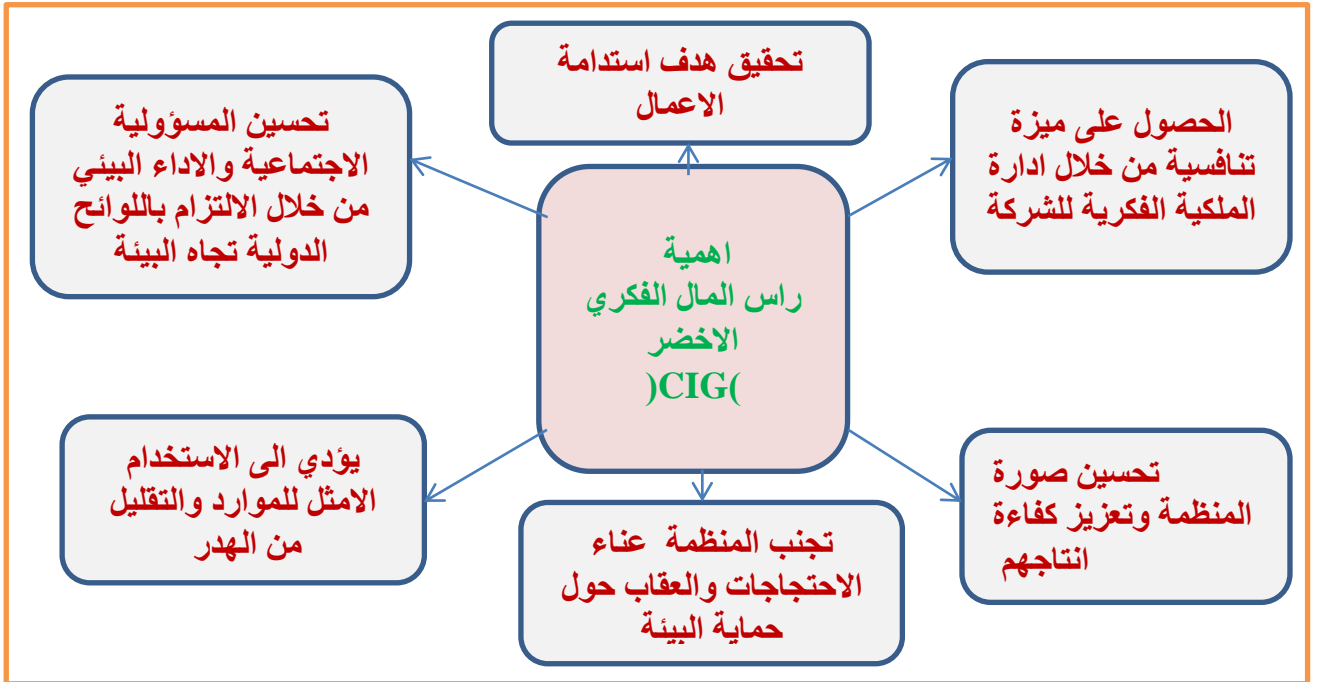 تحقيق هدف استدامة
الاعمال
الحصول على ميزة
تنافسية من خلال ادارة
الملكية الفكرية للشركة
تحسين المسؤولية
الاجتماعية والاداء البيئي
من خلال الالتزام باللوائح
الدولية تجاه البيئة
اهمية
راس المال الفكري
الاخضر
)CIG(
تحسين صورة
المنظمة وتعزيز كفاءة
انتاجهم
يؤدي الى الاستخدام
الامثل للموارد والتقليل
من الهدر
تجنب المنظمة عناء
الاحتجاجات والعقاب حول
حماية البيئة